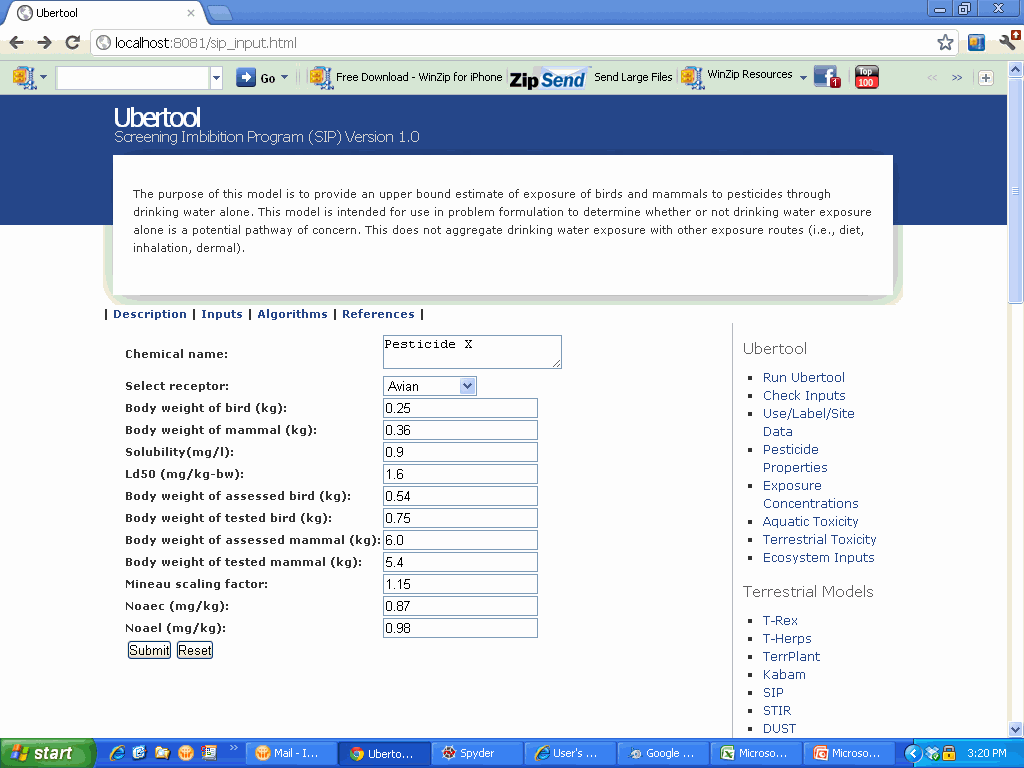 Ubertool
localhost:8081/sip_input.html
Go
Free Download - WinZip for iPhone
ZipSend
Send Large Files
WinZip Resources
1
Top 100
Ubertool
Screening Imbibition Program (SIP) Version 1.0
The purpose of this model is to provide an upper bound estimate of exposure of birds and mammals to pesticides through
drinking water alone. This model is intended for use in problem formulation to determine whether or not drinking water exposure
alone is a potential pathway of concern. This does not aggregate drinking water exposure with other exposure routes (i.e., diet,
inhalation, dermal).
| Description | Inputs | Algorithms | References |
Chemical name: Pesticide X
Select receptor: Avian
Body weight of bird (kg): 0.25
Body weight of mammal (kg): 0.36
Solubility(mg/l): 0.9
Ld50 (mg/kg-bw): 1.6
Body weight of assessed bird (kg): 0.54
Body weight of tested bird (kg): 0.75
Body weight of assessed mammal (kg): 6.0
Body weight of tested mammal (kg): 5.4
Mineau scaling factor: 1.15
Noaec (mg/kg): 0.87
Noael (mg/kg): 0.98
Submit Reset
Ubertool
Run Ubertool
Check Inputs
Use/Label/Site
Data
Pesticide
Properties
Exposure
Concentrations
Aquatic Toxicity
Terrestrial Toxicity
Ecosystem Inputs
Terrestrial Models
T-Rex
T-Herps
TerrPlant
Kabam
SIP
STIR
DUST
start
Mail - I...
Uberto...
Spyder
User's ...
Google ...
Microso...
Microso...
3:20 PM